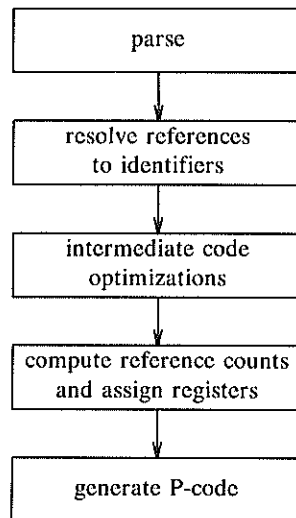 parse
resolve references
to identifiers
intermediate code
optimizations
compute reference counts
and assign registers
generate P-code